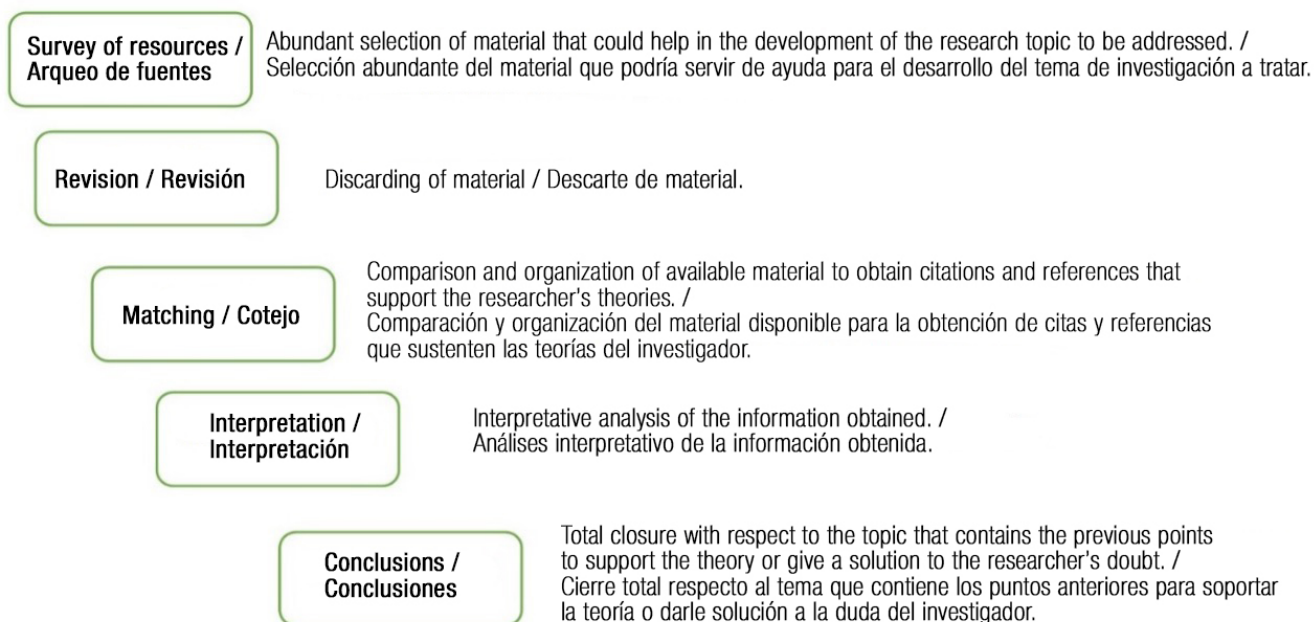 Survey of resources /
Arqueo de fuentes
Abundant selection of material that could help in the development of the research topic to be addressed. /
Selección abundante del material que podría servir de ayuda para el desarrollo del tema de investigación a tratar.
Revision / Revisión
Discarding of material / Descarte de material.
Matching / Cotejo
Comparison and organization of available material to obtain citations and references that
support the researcher's theories. /
Comparación y organización del material disponible para la obtención de citas y referencias
que sustenten las teorías del investigador.
Interpretation /
Interpretación
Interpretative analysis of the information obtained. /
Análises interpretativo de la información obtenida.
Conclusions /
Conclusiones
Total closure with respect to the topic that contains the previous points
to support the theory or give a solution to the researcher's doubt. /
Cierre total respecto al tema que contiene los puntos anteriores para soportar
la teoría o darle solución a la duda del investigador.